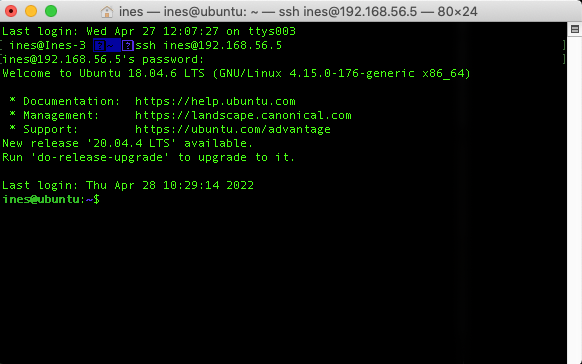 ines — ines@ubuntu: ~ — ssh ines@192.168.56.5 — 80×24
Last login: Wed Apr 27 12:07:27 on ttys003
[ ines@Ines-3 ~ ?ssh ines@192.168.56.5 ]
[ines@192.168.56.5's password: ]
Welcome to Ubuntu 18.04.6 LTS (GNU/Linux 4.15.0-176-generic x86_64)
* Documentation: https://help.ubuntu.com
* Management: https://landscape.canonical.com
* Support: https://ubuntu.com/advantage
New release '20.04.4 LTS' available.
Run 'do-release-upgrade' to upgrade to it.
Last login: Thu Apr 28 10:29:14 2022
ines@ubuntu:~$